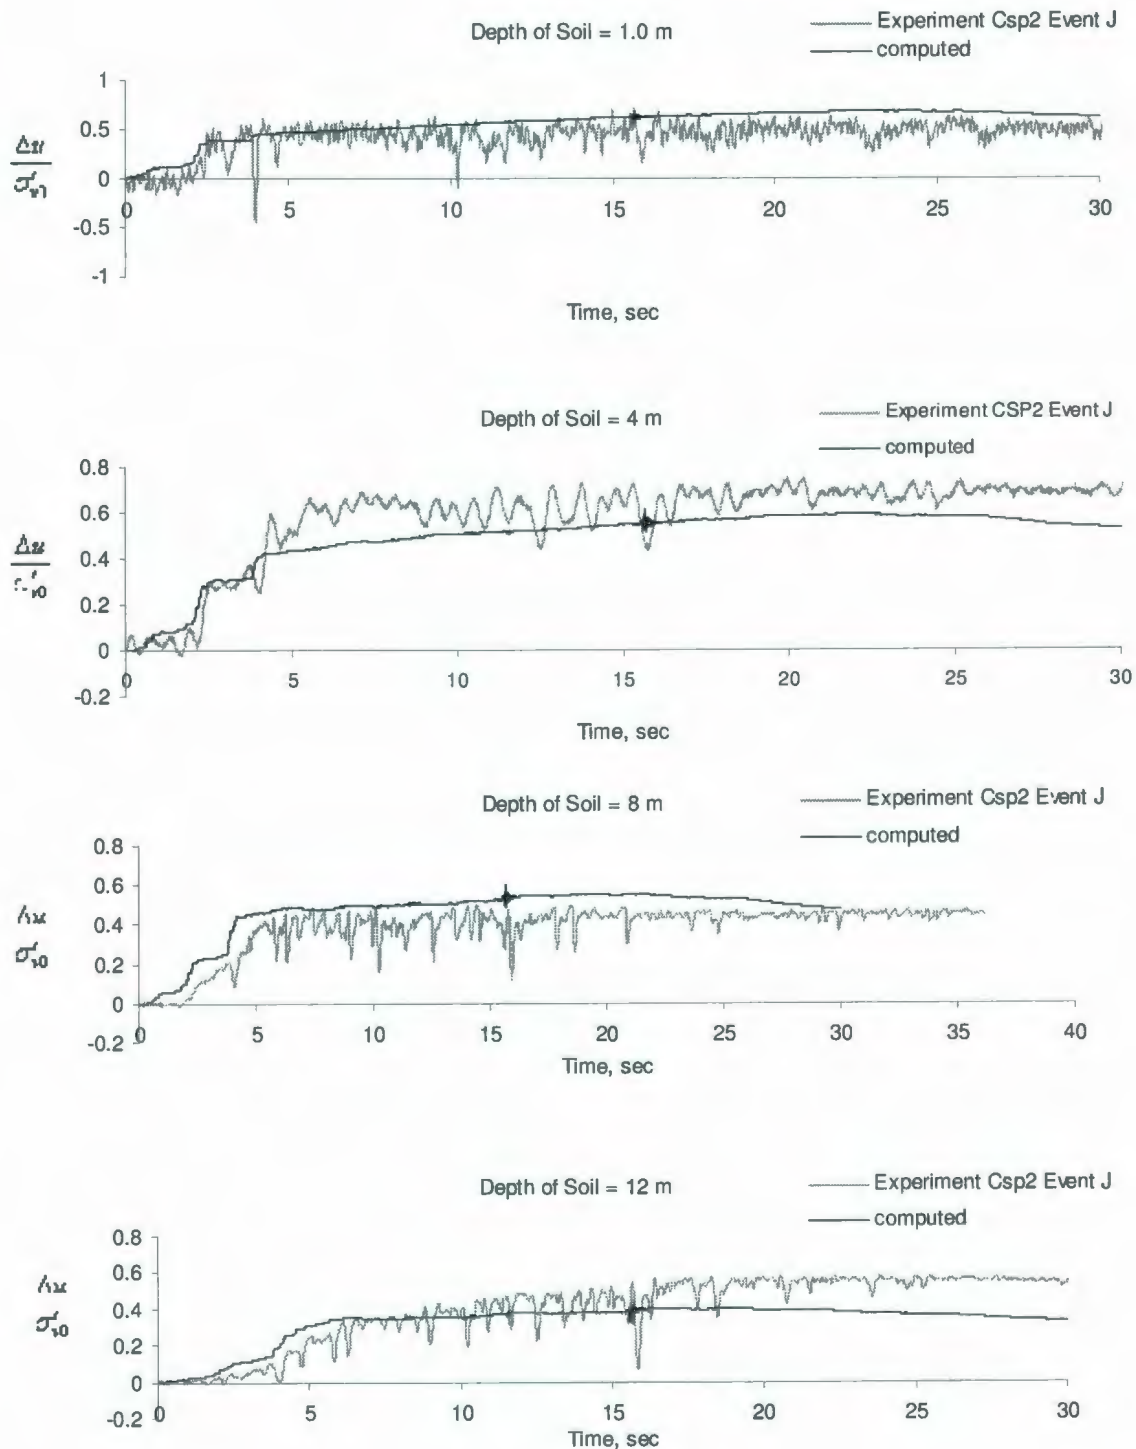 Depth of Soil = 1.0 m
Experiment Csp2 Event J
computed
1
0.5
0
-0.5
-1
Δu
0 5 10 15 20 25 30
Time, sec
Depth of Soil = 4 m
Experiment CSP2 Event J
computed
0.8
0.6
0.4
0.2
0
-0.2
Δu
0 5 10 15 20 25 30
Time, sec
Depth of Soil = 8 m
Experiment Csp2 Event J
computed
0.8
0.6
0.4
0.2
0
-0.2
σ′v0
0 5 10 15 20 25 30 35 40
Time, sec
Depth of Soil = 12 m
Experiment Csp2 Event J
computed
0.8
0.6
0.4
0.2
0
-0.2
σ′v0
0 5 10 15 20 25 30
Time, sec